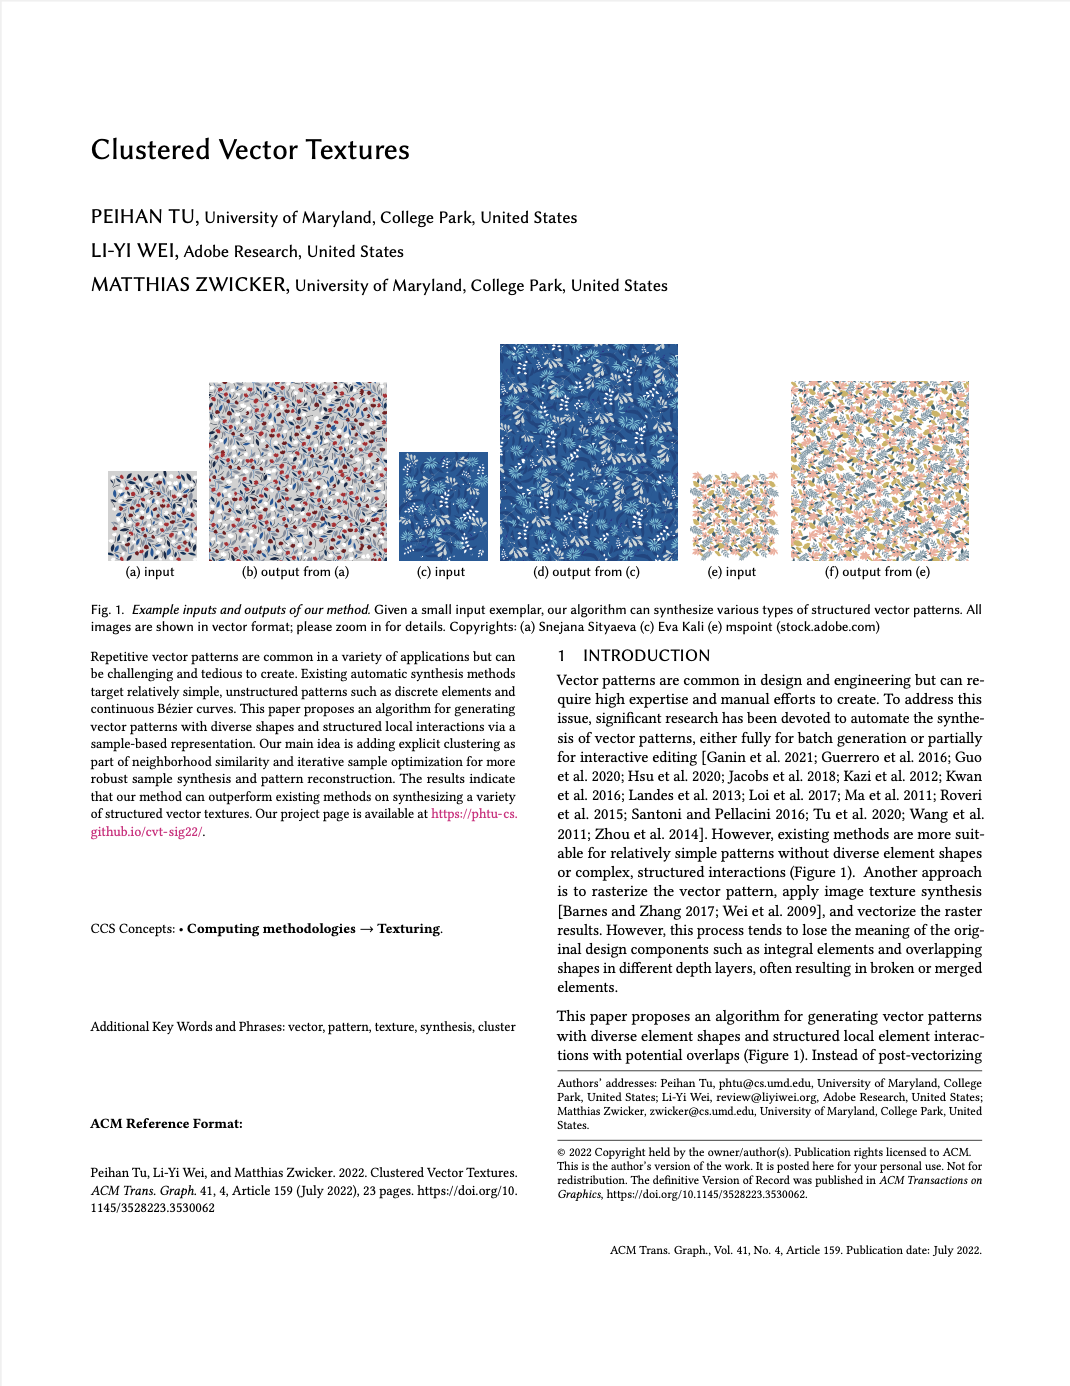 Clustered Vector Textures
PEIHAN TU, University of Maryland, College Park, United States
LI-YI WEI, Adobe Research, United States
MATTHIAS ZWICKER, University of Maryland, College Park, United States
(a) input
(b) output from (a)
(c) input
(d) output from (c)
(e) input
(f) output from (e)
Fig. 1. Example inputs and outputs of our method. Given a small input exemplar, our algorithm can synthesize various types of structured vector patterns. All
images are shown in vector format; please zoom in for details. Copyrights: (a) Snejana Sityaeva (c) Eva Kali (e) mspoint (stock.adobe.com)
Repetitive vector patterns are common in a variety of applications but can
be challenging and tedious to create. Existing automatic synthesis methods
target relatively simple, unstructured patterns such as discrete elements and
continuous Bézier curves. This paper proposes an algorithm for generating
vector patterns with diverse shapes and structured local interactions via a
sample-based representation. Our main idea is adding explicit clustering as
part of neighborhood similarity and iterative sample optimization for more
robust sample synthesis and pattern reconstruction. The results indicate
that our method can outperform existing methods on synthesizing a variety
of structured vector textures. Our project page is available at https://phtu-cs.
github.io/cvt-sig22/.
CCS Concepts: • Computing methodologies → Texturing.
Additional Key Words and Phrases: vector, pattern, texture, synthesis, cluster
ACM Reference Format:
Peihan Tu, Li-Yi Wei, and Matthias Zwicker. 2022. Clustered Vector Textures.
ACM Trans. Graph. 41, 4, Article 159 (July 2022), 23 pages. https://doi.org/10.
1145/3528223.3530062
1 INTRODUCTION
Vector patterns are common in design and engineering but can re-
quire high expertise and manual efforts to create. To address this
issue, significant research has been devoted to automate the synthe-
sis of vector patterns, either fully for batch generation or partially
for interactive editing [Ganin et al. 2021; Guerrero et al. 2016; Guo
et al. 2020; Hsu et al. 2020; Jacobs et al. 2018; Kazi et al. 2012; Kwan
et al. 2016; Landes et al. 2013; Loi et al. 2017; Ma et al. 2011; Roveri
et al. 2015; Santoni and Pellacini 2016; Tu et al. 2020; Wang et al.
2011; Zhou et al. 2014]. However, existing methods are more suit-
able for relatively simple patterns without diverse element shapes
or complex, structured interactions (Figure 1). Another approach
is to rasterize the vector pattern, apply image texture synthesis
[Barnes and Zhang 2017; Wei et al. 2009], and vectorize the raster
results. However, this process tends to lose the meaning of the orig-
inal design components such as integral elements and overlapping
shapes in different depth layers, often resulting in broken or merged
elements.
This paper proposes an algorithm for generating vector patterns
with diverse element shapes and structured local element interac-
tions with potential overlaps (Figure 1). Instead of post-vectorizing
Authors' addresses: Peihan Tu, phtu@cs.umd.edu, University of Maryland, College
Park, United States; Li-Yi Wei, review@liyiwei.org, Adobe Research, United States;
Matthias Zwicker, zwicker@cs.umd.edu, University of Maryland, College Park, United
States.
© 2022 Copyright held by the owner/author(s). Publication rights licensed to ACM.
This is the author's version of the work. It is posted here for your personal use. Not for
redistribution. The definitive Version of Record was published in ACM Transactions on
Graphics, https://doi.org/10.1145/3528223.3530062.
ACM Trans. Graph., Vol. 41, No. 4, Article 159. Publication date: July 2022.